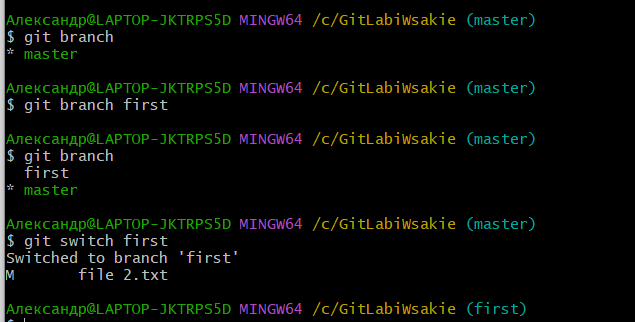 Александр@LAPTOP-JKTRPS5D MINGW64 /c/GitLabiWsakie (master)
$ git branch
* master
Александр@LAPTOP-JKTRPS5D MINGW64 /c/GitLabiWsakie (master)
$ git branch first
Александр@LAPTOP-JKTRPS5D MINGW64 /c/GitLabiWsakie (master)
$ git branch
  first
* master
Александр@LAPTOP-JKTRPS5D MINGW64 /c/GitLabiWsakie (master)
$ git switch first
Switched to branch 'first'
M       file 2.txt
Александр@LAPTOP-JKTRPS5D MINGW64 /c/GitLabiWsakie (first)
$